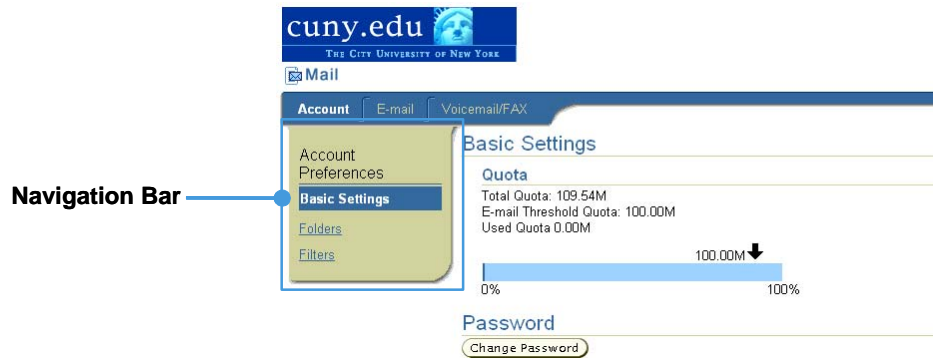 cuny.edu
THE CITY UNIVERSITY OF NEW YORK
Mail
Account E-mail Voicemail/FAX
Account
Preferences
Basic Settings
Folders
Filters
Navigation Bar
Basic Settings
Quota
Total Quota: 109.54M
E-mail Threshold Quota: 100.00M
Used Quota 0.00M
100.00M
0% 100%
Password
Change Password